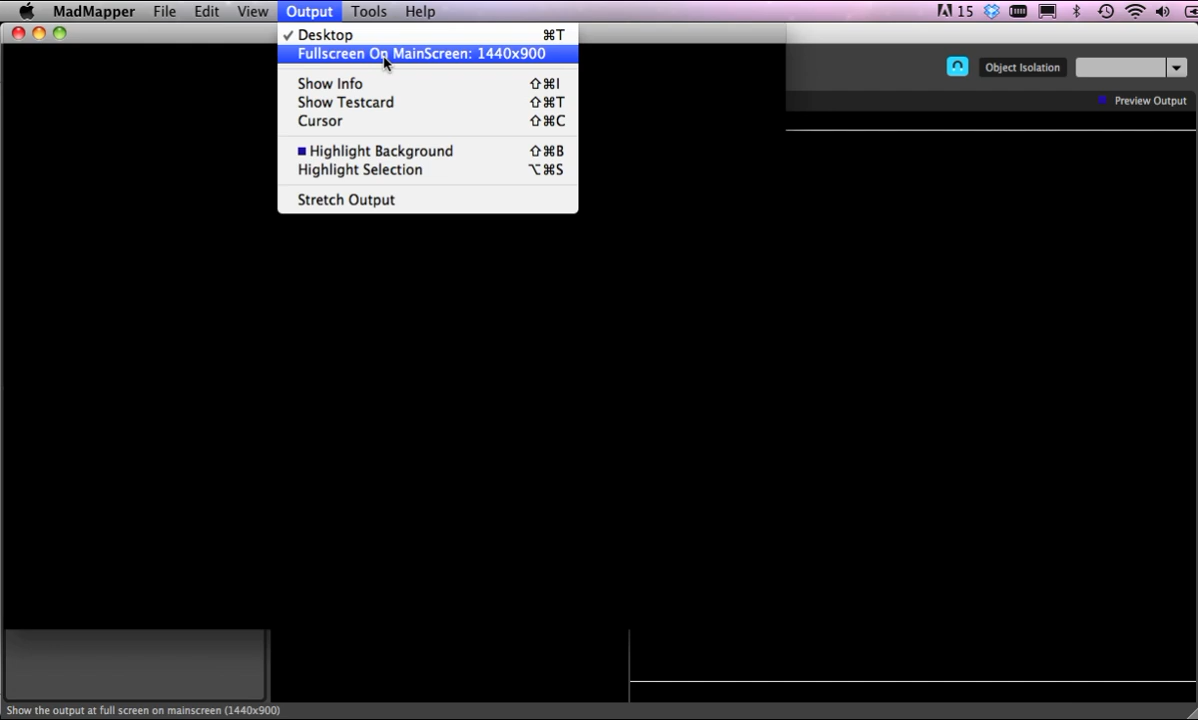 MadMapper File Edit View Output Tools Help 15
✓ Desktop ⌘T
Fullscreen On MainScreen: 1440x900
Show Info ⇧⌘I
Show Testcard ⇧⌘T
Cursor ⇧⌘C
Highlight Background ⇧⌘B
Highlight Selection ⌥⌘S
Stretch Output
Object Isolation
Preview Output
Show the output at full screen on mainscreen (1440x900)